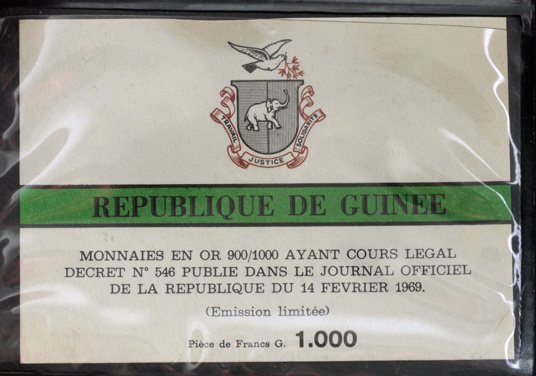 TRAVAIL JUSTICE SOLIDARITE
REPUBLIQUE DE GUINEE
MONNAIES EN OR 900/1000 AYANT COURS LEGAL
DECRET N° 546 PUBLIE DANS LE JOURNAL OFFICIEL
DE LA REPUBLIQUE DU 14 FEVRIER 1969.
(Emission limitée)
Pièce de Francs G. 1.000